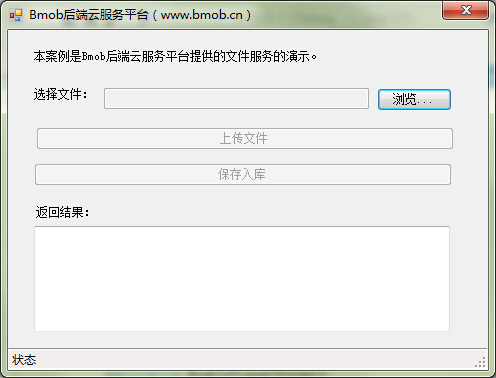 Bmob后端云服务平台（www.bmob.cn）
本案例是Bmob后端云服务平台提供的文件服务的演示。
选择文件： 浏览...
上传文件
保存入库
返回结果：
状态